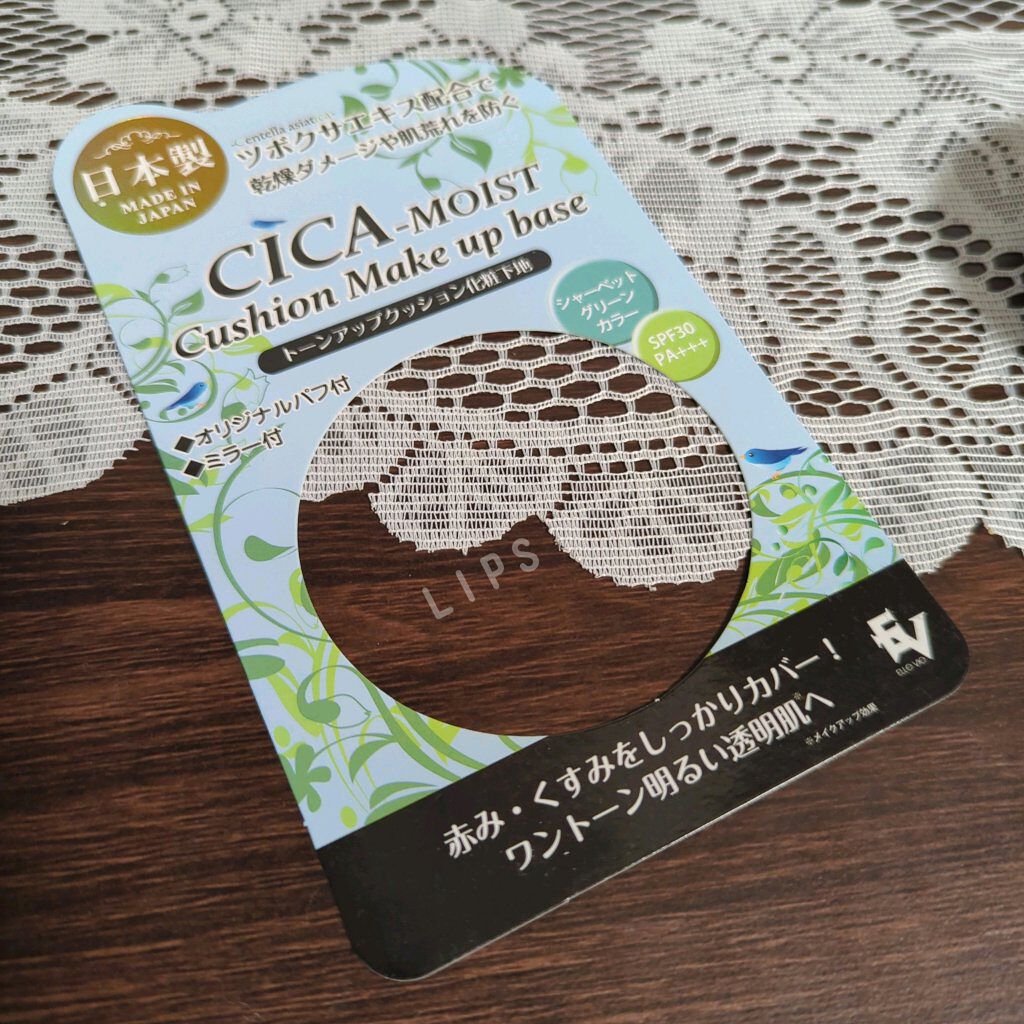 日本製
MADE IN
JAPAN
Centella asiatica
ツボクサエキス配合で
乾燥ダメージや肌荒れを防ぐ
CICA-MOIST
Cushion Make up base
トーンアップクッション化粧下地
シャーベット
グリーン
カラー
SPF30
PA+++
◆オリジナルパフ付
◆ミラー付
LIPS
赤み・くすみをしっかりカバー！
ワントーン明るい透明肌※へ
※メイクアップ効果
EV